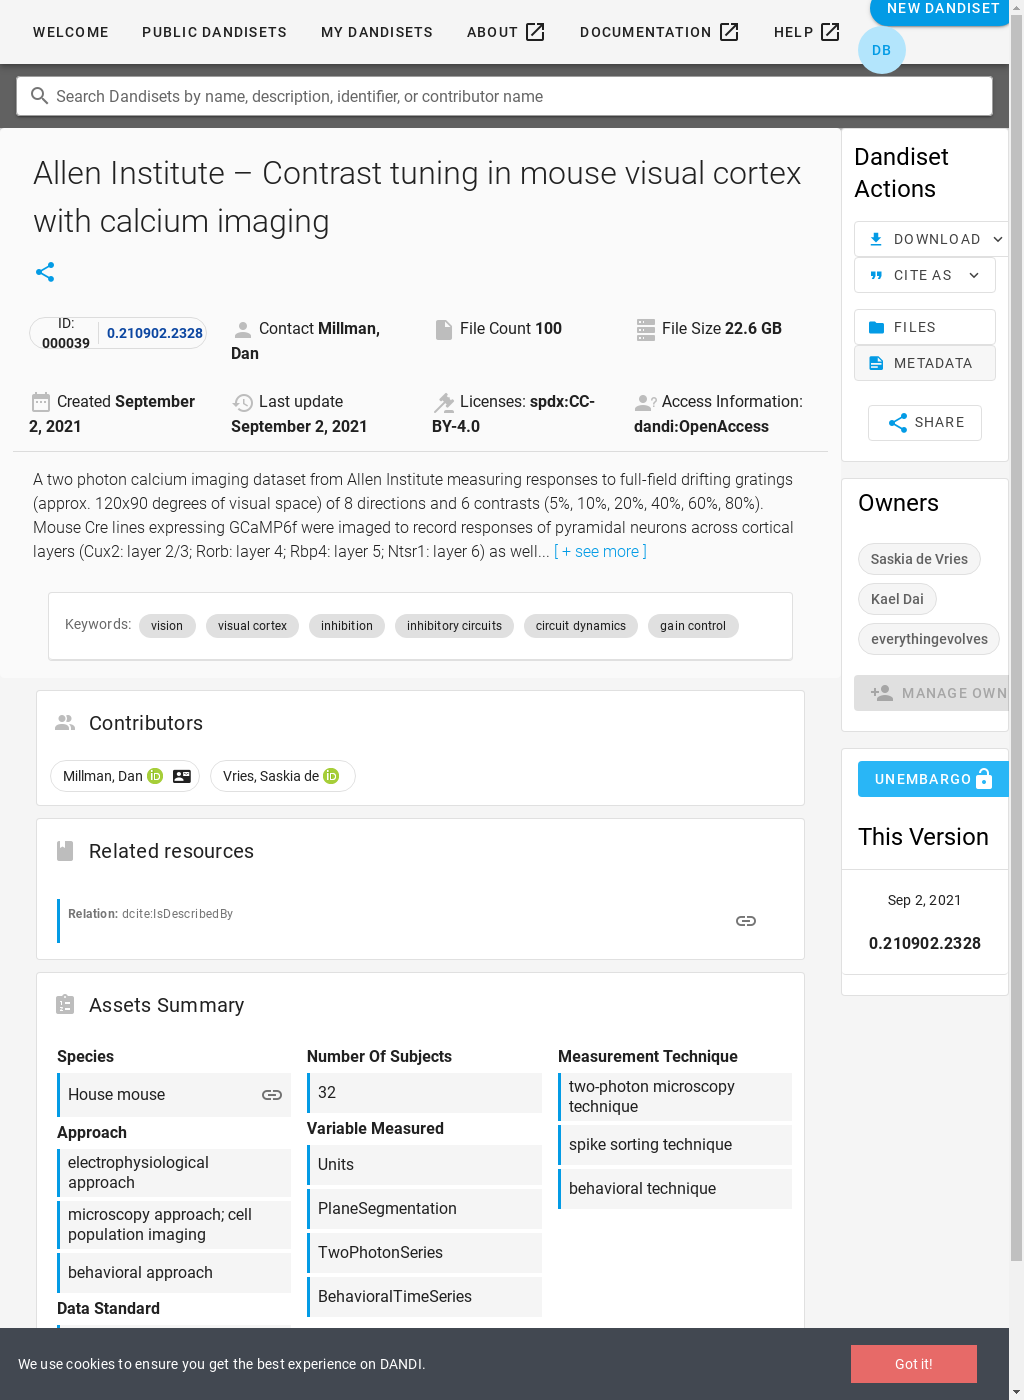 NEW DANDISET
WELCOME
PUBLIC DANDISETS
MY DANDISETS
ABOUT
DOCUMENTATION
HELP
DB
Search Dandisets by name, description, identifier, or contributor name
Allen Institute – Contrast tuning in mouse visual cortex
with calcium imaging
ID:
000039
0.210902.2328
Contact Millman,
Dan
File Count 100
File Size 22.6 GB
Created September
2, 2021
Last update
September 2, 2021
Licenses: spdx:CC-
BY-4.0
Access Information:
dandi:OpenAccess
A two photon calcium imaging dataset from Allen Institute measuring responses to full-field drifting gratings
(approx. 120x90 degrees of visual space) of 8 directions and 6 contrasts (5%, 10%, 20%, 40%, 60%, 80%).
Mouse Cre lines expressing GCaMP6f were imaged to record responses of pyramidal neurons across cortical
layers (Cux2: layer 2/3; Rorb: layer 4; Rbp4: layer 5; Ntsr1: layer 6) as well... [ + see more ]
Keywords:
vision
visual cortex
inhibition
inhibitory circuits
circuit dynamics
gain control
Contributors
Millman, Dan
iD
Vries, Saskia de
iD
Related resources
Relation: dcite:IsDescribedBy
Assets Summary
Species
House mouse
Approach
electrophysiological
approach
microscopy approach; cell
population imaging
behavioral approach
Data Standard
Number Of Subjects
32
Variable Measured
Units
PlaneSegmentation
TwoPhotonSeries
BehavioralTimeSeries
Measurement Technique
two-photon microscopy
technique
spike sorting technique
behavioral technique
Dandiset
Actions
DOWNLOAD
CITE AS
FILES
METADATA
SHARE
Owners
Saskia de Vries
Kael Dai
everythingevolves
MANAGE OWN
UNEMBARGO
This Version
Sep 2, 2021
0.210902.2328
We use cookies to ensure you get the best experience on DANDI.
Got it!